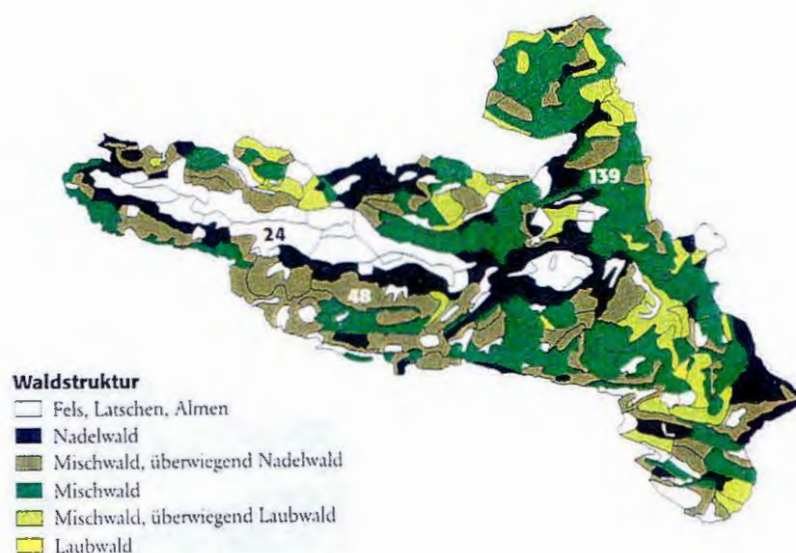 139
24
48
Waldstruktur
Fels, Latschen, Almen
Nadelwald
Mischwald, überwiegend Nadelwald
Mischwald
Mischwald, überwiegend Laubwald
Laubwald